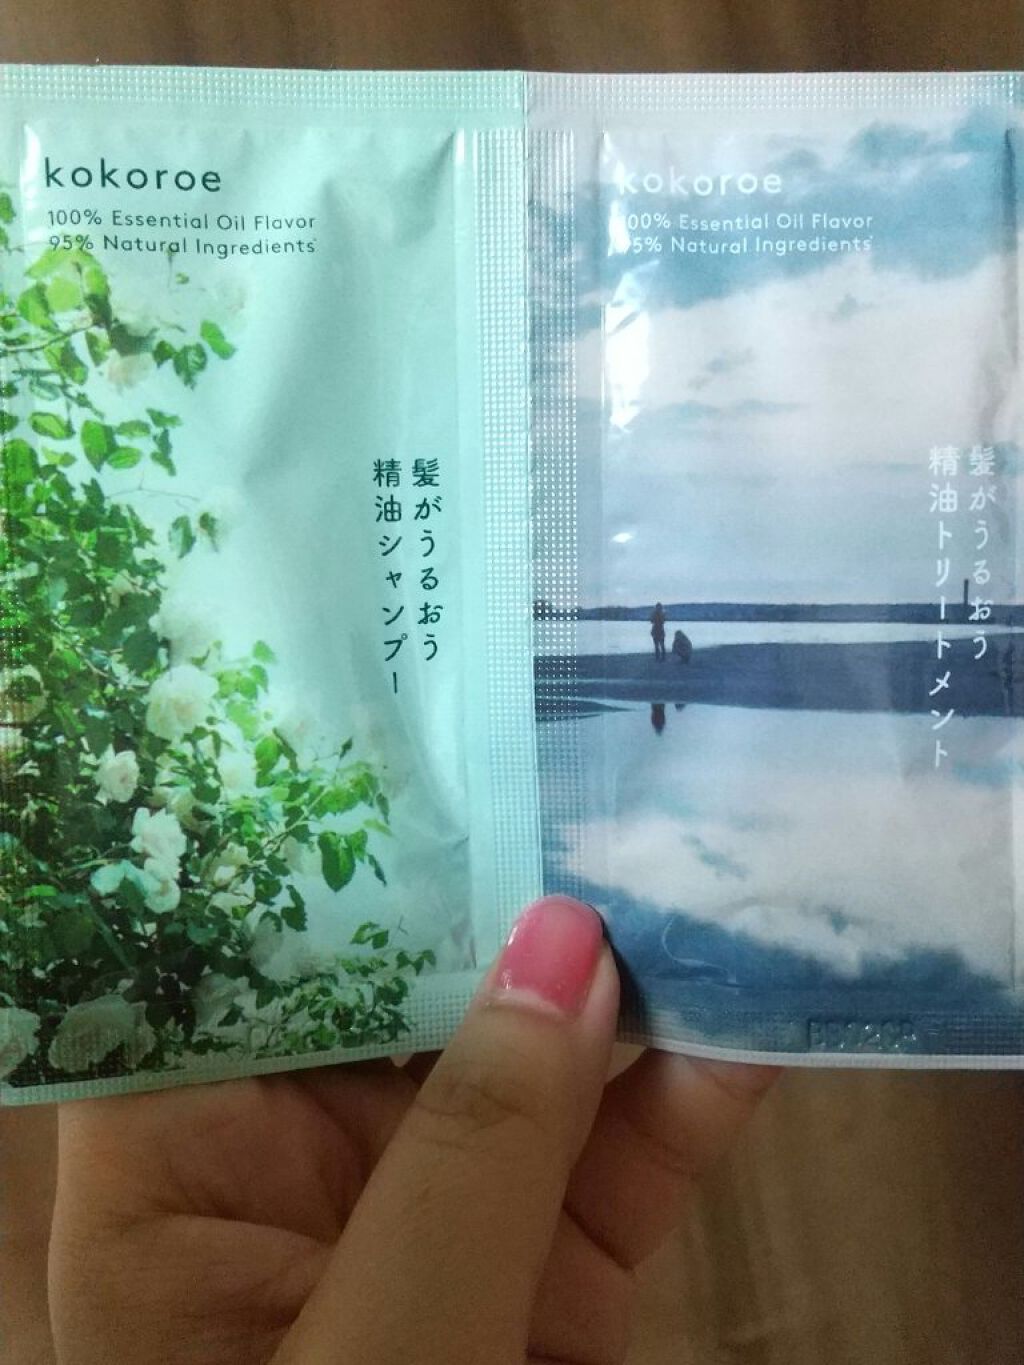 kokoroe
100% Essential Oil Flavor
95% Natural Ingredients*
髪がうるおう
精油シャンプー
kokoroe
100% Essential Oil Flavor
95% Natural Ingredients*
髪がうるおう
精油トリートメント